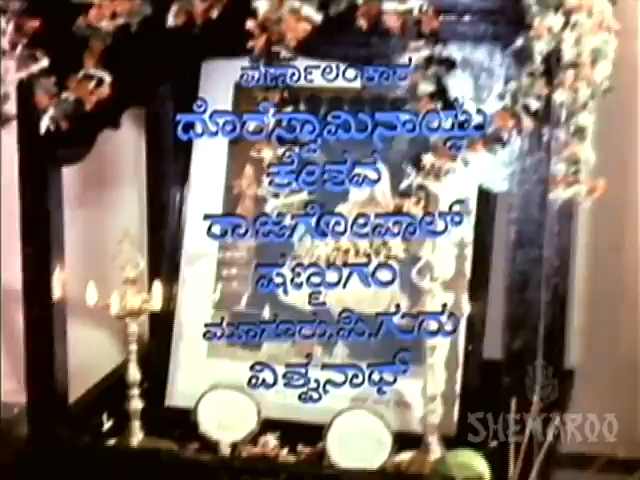 ವರ್ಣಾಲಂಕಾರ
ದೊರೆಸ್ವಾಮಿನಾಯ್ಡು
ಕೇಶವ
ರಾಜಗೋಪಾಲ್
ಷಣ್ಮುಗಂ
ಪಿ.ಗುರು
ವಿಶ್ವನಾಥ್
SHEMAROO